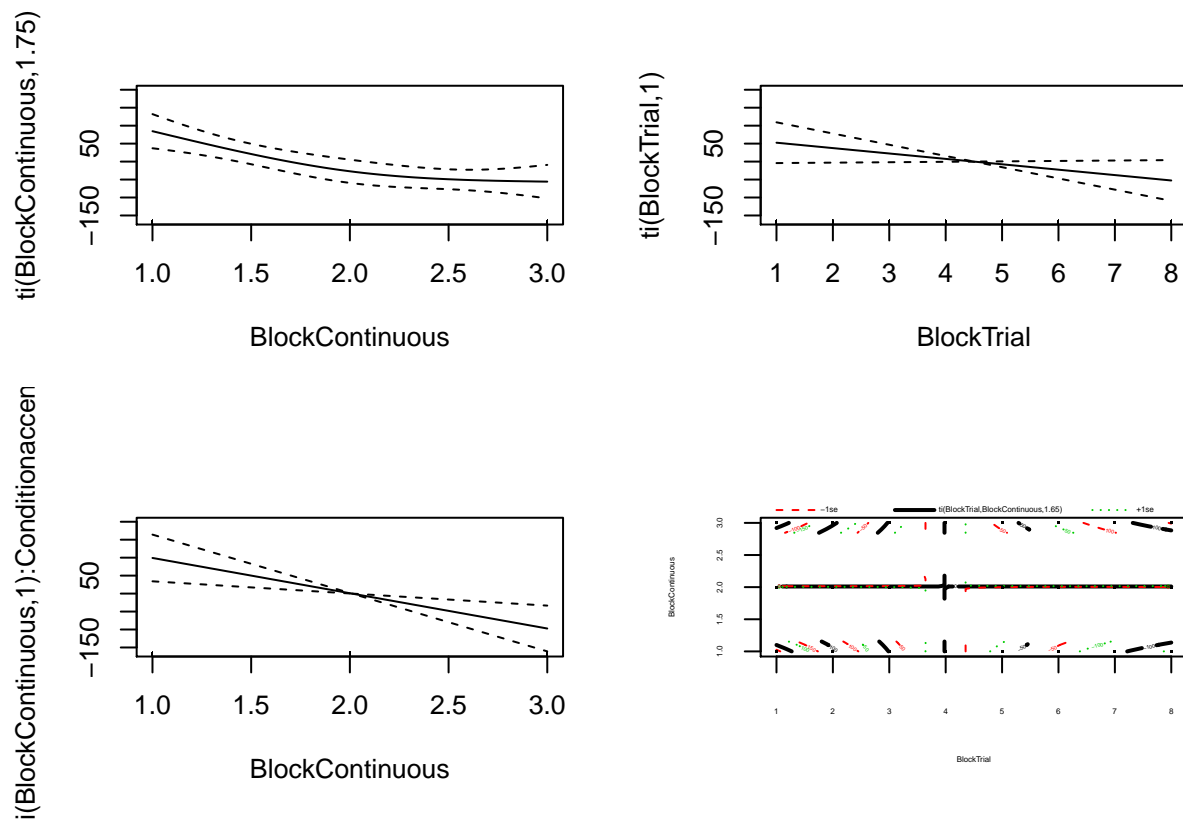 ti(BlockContinuous,1.75)
50
−150
1.0 1.5 2.0 2.5 3.0
BlockContinuous
ti(BlockTrial,1)
50
−150
1 2 3 4 5 6 7 8
BlockTrial
i(BlockContinuous,1):Conditionaccen
50
−150
1.0 1.5 2.0 2.5 3.0
BlockContinuous
−1se ti(BlockTrial,BlockContinuous,1.65) +1se
BlockContinuous
3.0
2.5
2.0
1.5
1.0
1 2 3 4 5 6 7 8
BlockTrial